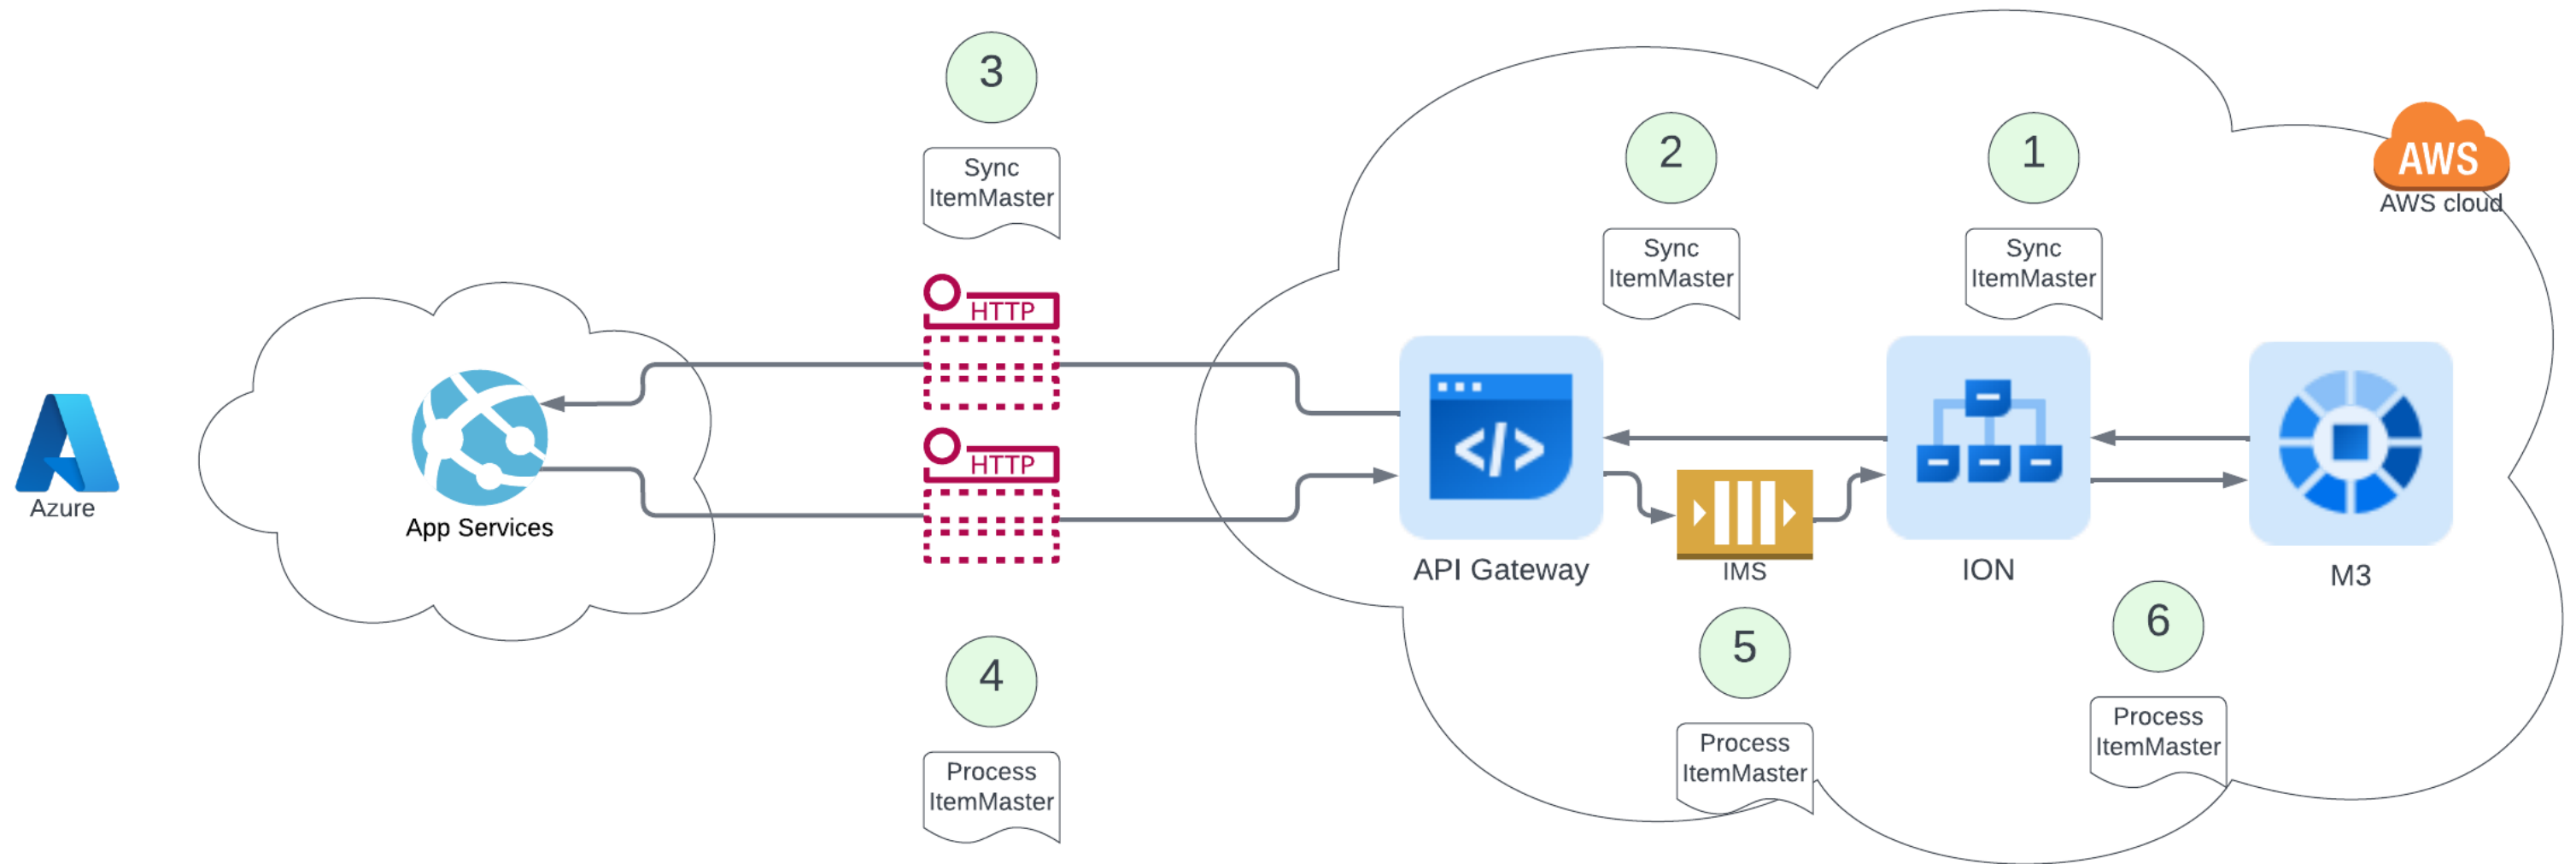 3
Sync
ItemMaster
2
Sync
ItemMaster
1
Sync
ItemMaster
AWS
AWS cloud
HTTP
HTTP
Azure
App Services
</>
API Gateway
IMS
ION
M3
4
Process
ItemMaster
5
Process
ItemMaster
6
Process
ItemMaster